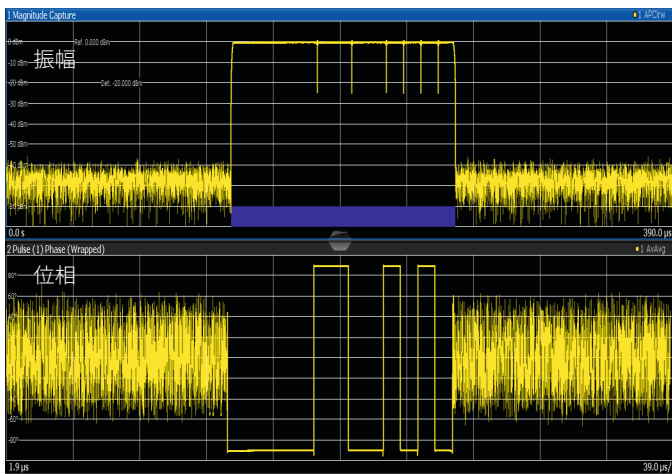 1 Magnitude Capture
1 APClrw
0 dBm
Ref. 0.000 dBm
振幅
-10 dBm
Det. -20.000 dBm
-20 dBm
-30 dBm
-40 dBm
-50 dBm
0.0 s
390.0 µs
2 Pulse (1) Phase (Wrapped)
1 AvAvg
位相
80°
60°
-60°
-80°
1.9 µs
39.0 µs/